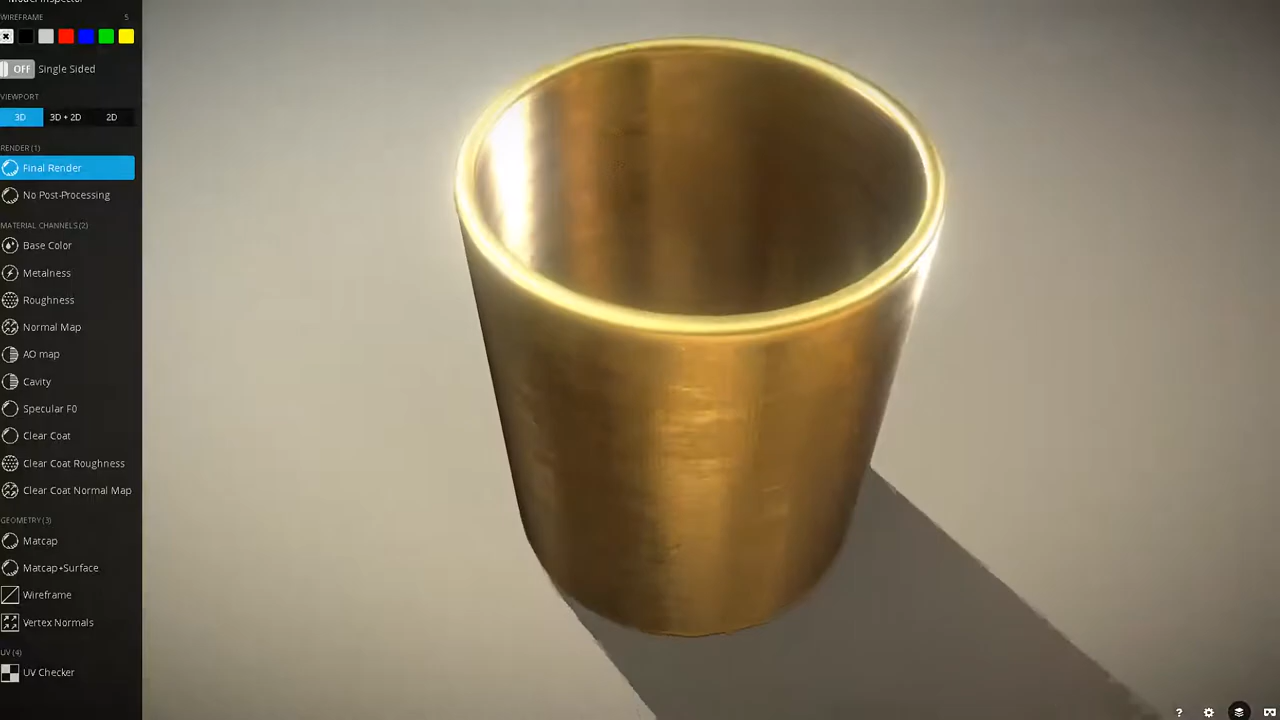 Model Inspector
WIREFRAME 5
OFF Single Sided
VIEWPORT
3D 3D + 2D 2D
RENDER (1)
Final Render
No Post-Processing
MATERIAL CHANNELS (2)
Base Color
Metalness
Roughness
Normal Map
AO map
Cavity
Specular F0
Clear Coat
Clear Coat Roughness
Clear Coat Normal Map
GEOMETRY (3)
Matcap
Matcap+Surface
Wireframe
Vertex Normals
UV (4)
UV Checker
?